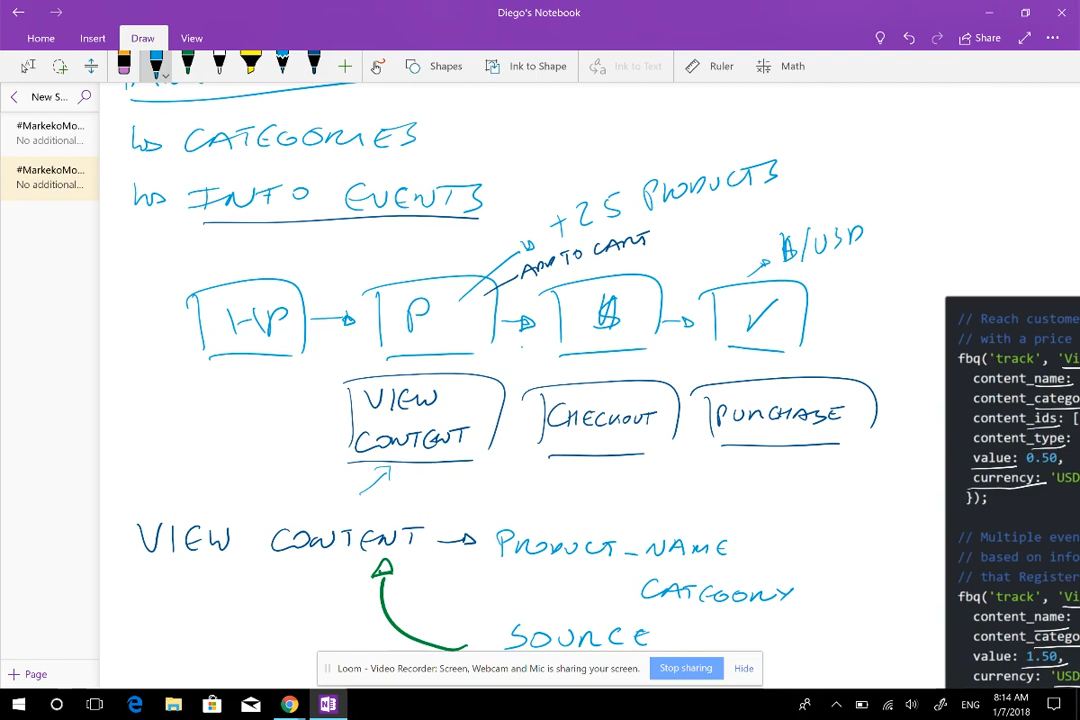 Diego's Notebook
Home
Insert
Draw
View
Share
Shapes
Ink to Shape
Ink to Text
Ruler
Math
New S...
#MarkekoMo...
No additional...
#MarkekoMo...
No additional...
Page
CATEGORIES
INFO EVENTS
+25 PRODUCTS
ADD TO CART
$/USD
HP
P
$
VIEW
CONTENT
CHECKOUT
PURCHASE
VIEW CONTENT
PRODUCT_NAME
CATEGORY
SOURCE
// Reach custome
// with a price
fbq('track', 'Vi
content_name:
content_catego
content_ids: [
content_type:
value: 0.50,
currency: 'USD
});
// Multiple even
// based on info
// that Register
fbq('track', 'Vi
content_name:
content_catego
value: 1.50,
currency: 'USD
Loom - Video Recorder: Screen, Webcam and Mic is sharing your screen.
Stop sharing
Hide
ENG
8:14 AM
1/7/2018